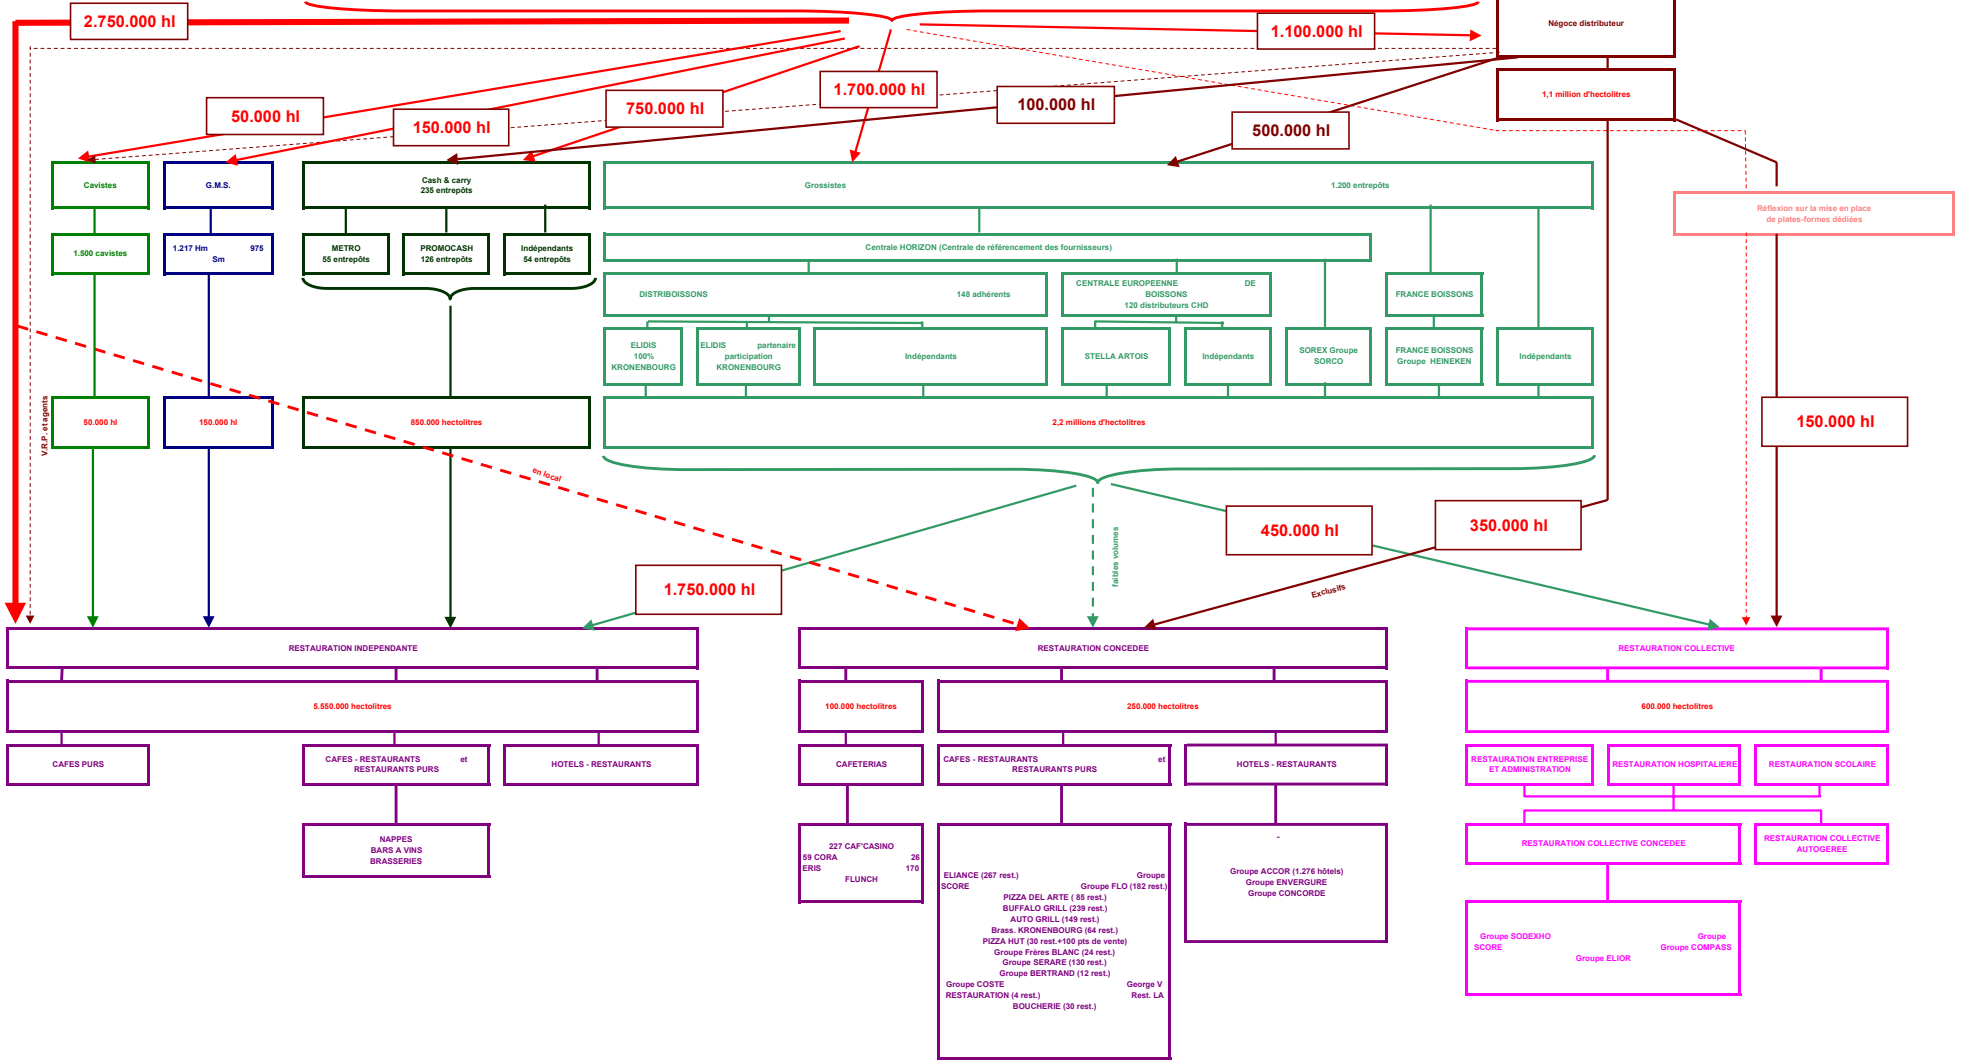 2.750.000 hl
1.100.000 hl
Négoce distributeur
1,1 million d'hectolitres
50.000 hl
150.000 hl
750.000 hl
1.700.000 hl
100.000 hl
500.000 hl
Cavistes
G.M.S.
Cash & carry
235 entrepôts
Grossistes 1.200 entrepôts
Réflexion sur la mise en place
de plates-formes dédiées
1.500 cavistes
1.217 Hm 975
Sm
METRO
55 entrepôts
PROMOCASH
126 entrepôts
Indépendants
54 entrepôts
Centrale HORIZON (Centrale de référencement des fournisseurs)
DISTRIBOISSONS 148 adhérents
CENTRALE EUROPEENNE DE
BOISSONS
120 distributeurs CHD
FRANCE BOISSONS
ELIDIS
100%
KRONENBOURG
ELIDIS partenaire
participation
KRONENBOURG
Indépendants
STELLA ARTOIS
Indépendants
SOREX Groupe
SORCO
FRANCE BOISSONS
Groupe HEINEKEN
Indépendants
V.R.P. et agents
50.000 hl
150.000 hl
850.000 hectolitres
2,2 millions d'hectolitres
150.000 hl
en local
faibles volumes
450.000 hl
350.000 hl
1.750.000 hl
Exclusifs
RESTAURATION INDEPENDANTE
RESTAURATION CONCEDEE
RESTAURATION COLLECTIVE
5.550.000 hectolitres
100.000 hectolitres
250.000 hectolitres
600.000 hectolitres
CAFES PURS
CAFES - RESTAURANTS et
RESTAURANTS PURS
HOTELS - RESTAURANTS
CAFETERIAS
CAFES - RESTAURANTS et
RESTAURANTS PURS
HOTELS - RESTAURANTS
RESTAURATION ENTREPRISE
ET ADMINISTRATION
RESTAURATION HOSPITALIERE
RESTAURATION SCOLAIRE
NAPPES
BARS A VINS
BRASSERIES
227 CAF'CASINO
59 CORA 26
ERIS 170
FLUNCH
ELIANCE (267 rest.) Groupe
SCORE Groupe FLO (182 rest.)
PIZZA DEL ARTE ( 85 rest.)
BUFFALO GRILL (239 rest.)
AUTO GRILL (149 rest.)
Brass. KRONENBOURG (64 rest.)
PIZZA HUT (30 rest.+100 pts de vente)
Groupe Frères BLANC (24 rest.)
Groupe SERARE (130 rest.)
Groupe BERTRAND (12 rest.)
Groupe COSTE George V
RESTAURATION (4 rest.) Rest. LA
BOUCHERIE (30 rest.)
-
Groupe ACCOR (1.276 hôtels)
Groupe ENVERGURE
Groupe CONCORDE
RESTAURATION COLLECTIVE CONCEDEE
RESTAURATION COLLECTIVE
AUTOGEREE
Groupe SODEXHO Groupe
SCORE Groupe COMPASS
Groupe ELIOR